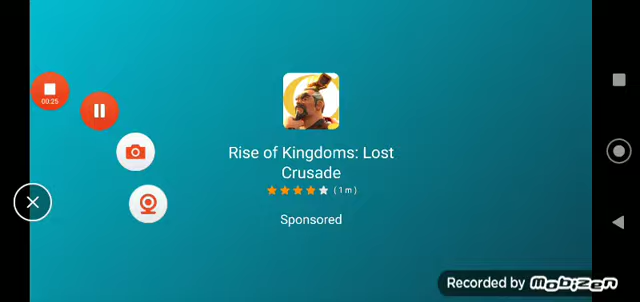 00:25
Rise of Kingdoms: Lost
Crusade
( 1 m )
Sponsored
Recorded by Mobizen